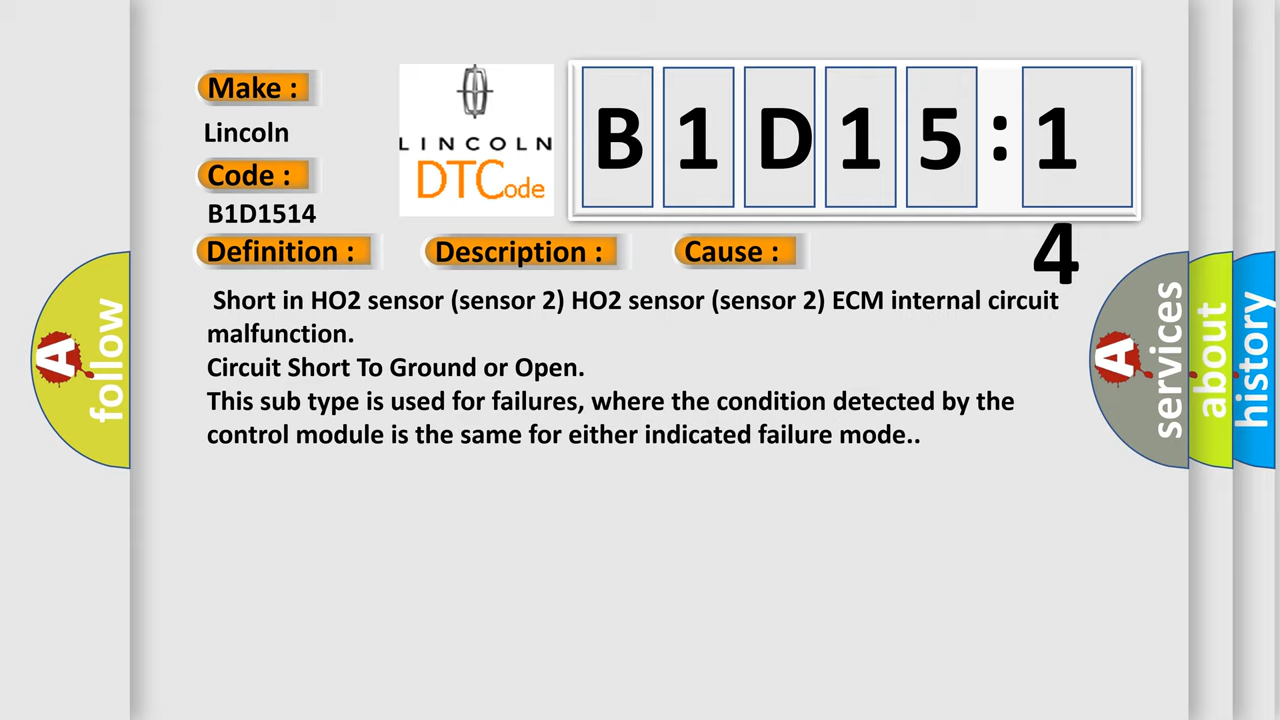 Make :
Lincoln
Code :
B1D1514
LINCOLN
DTCode
B1D15:1
4
Definition :
Description :
Cause :
Short in HO2 sensor (sensor 2) HO2 sensor (sensor 2) ECM internal circuit
malfunction.
Circuit Short To Ground or Open.
This sub type is used for failures, where the condition detected by the
control module is the same for either indicated failure mode..
A
follow
A
services
about
history